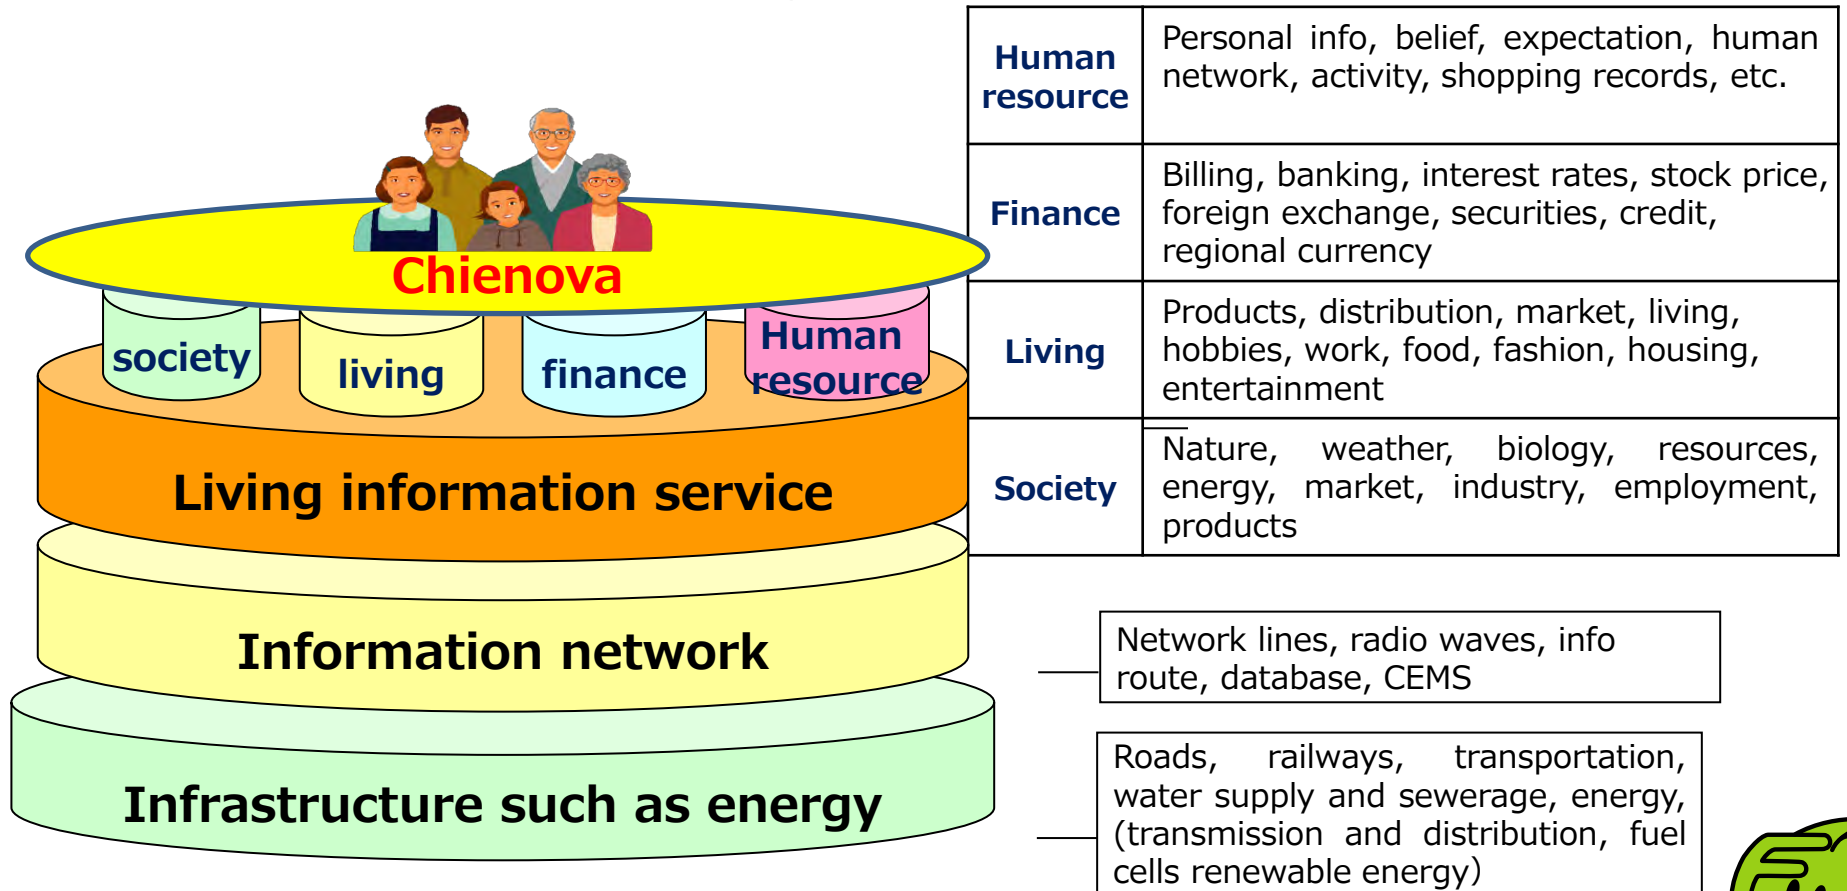 Chienova
society
living
finance
Human
resource
Living information service
Information network
Infrastructure such as energy
Human
resource
Personal info, belief, expectation, human
network, activity, shopping records, etc.
Finance
Billing, banking, interest rates, stock price,
foreign exchange, securities, credit,
regional currency
Living
Products, distribution, market, living,
hobbies, work, food, fashion, housing,
entertainment
Society
Nature, weather, biology, resources,
energy, market, industry, employment,
products
Network lines, radio waves, info
route, database, CEMS
Roads, railways, transportation,
water supply and sewerage, energy,
(transmission and distribution, fuel
cells renewable energy）